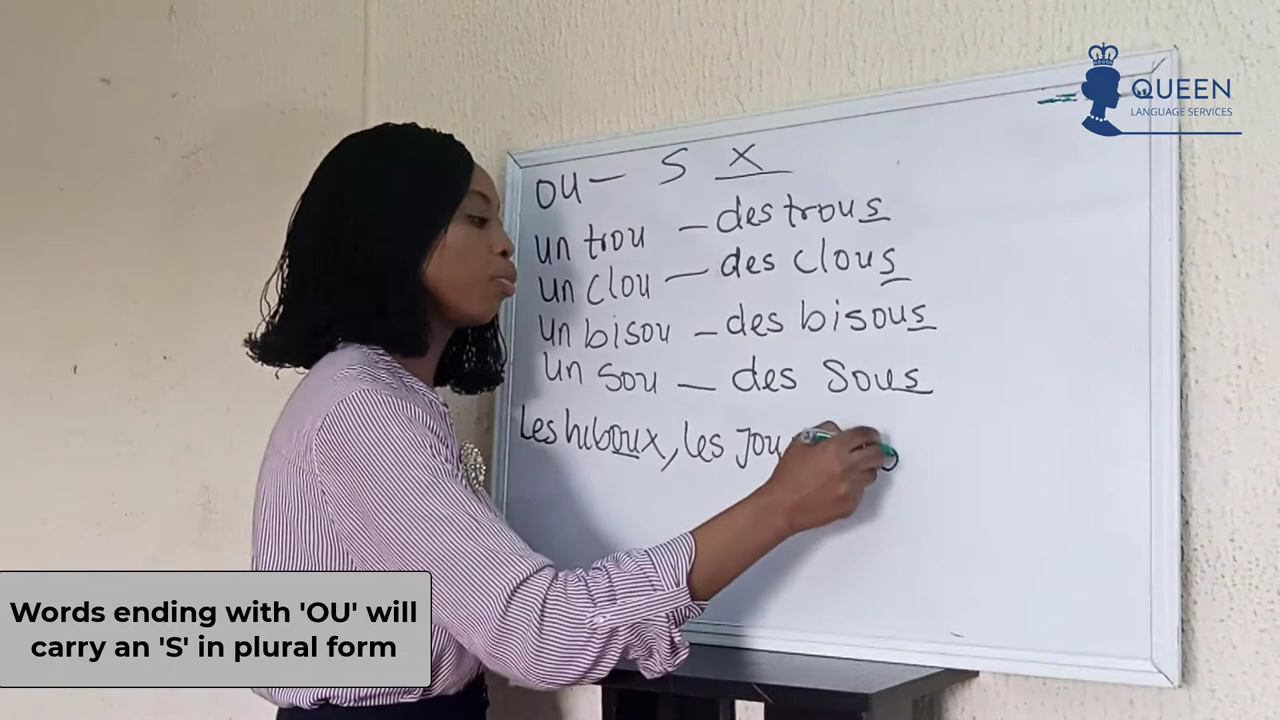 QUEEN
LANGUAGE SERVICES
OU — S X
un trou — des trous
un clou — des clous
un bisou — des bisous
un sou — des sous
Les hiboux, les
Words ending with 'OU' will
carry an 'S' in plural form